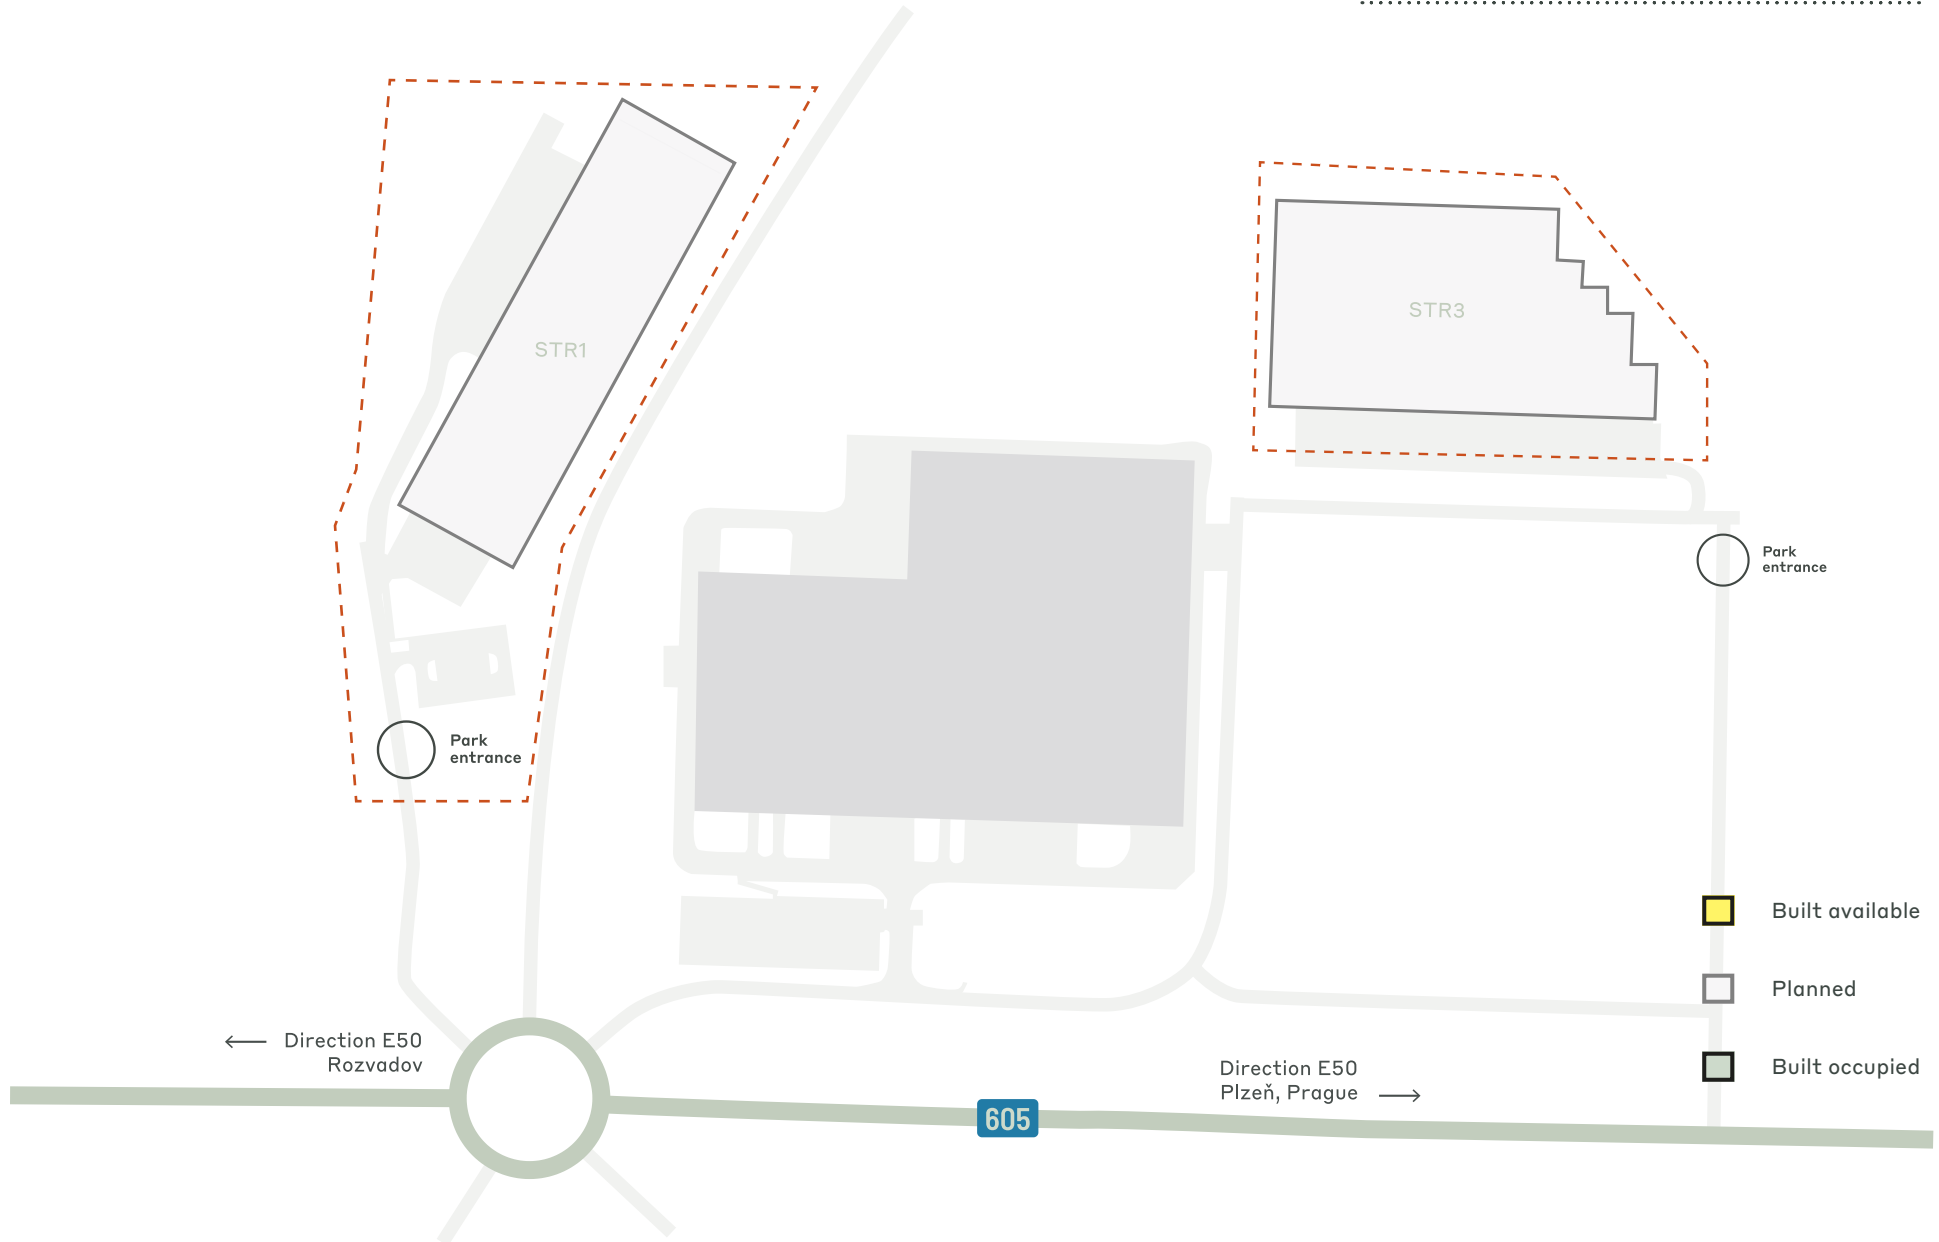 STR3
STR1
Park
entrance
Park
entrance
Built available
Planned
Built occupied
Direction E50
Rozvadov
Direction E50
Plzeň, Prague
605